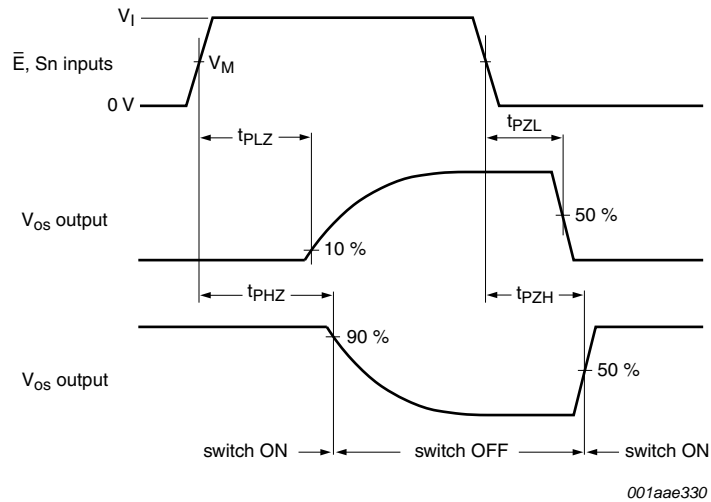 V_I
E̅, Sn inputs
V_M
0 V
t_PLZ
t_PZL
V_os output
50 %
10 %
t_PHZ
t_PZH
90 %
V_os output
50 %
switch ON
switch OFF
switch ON
001aae330